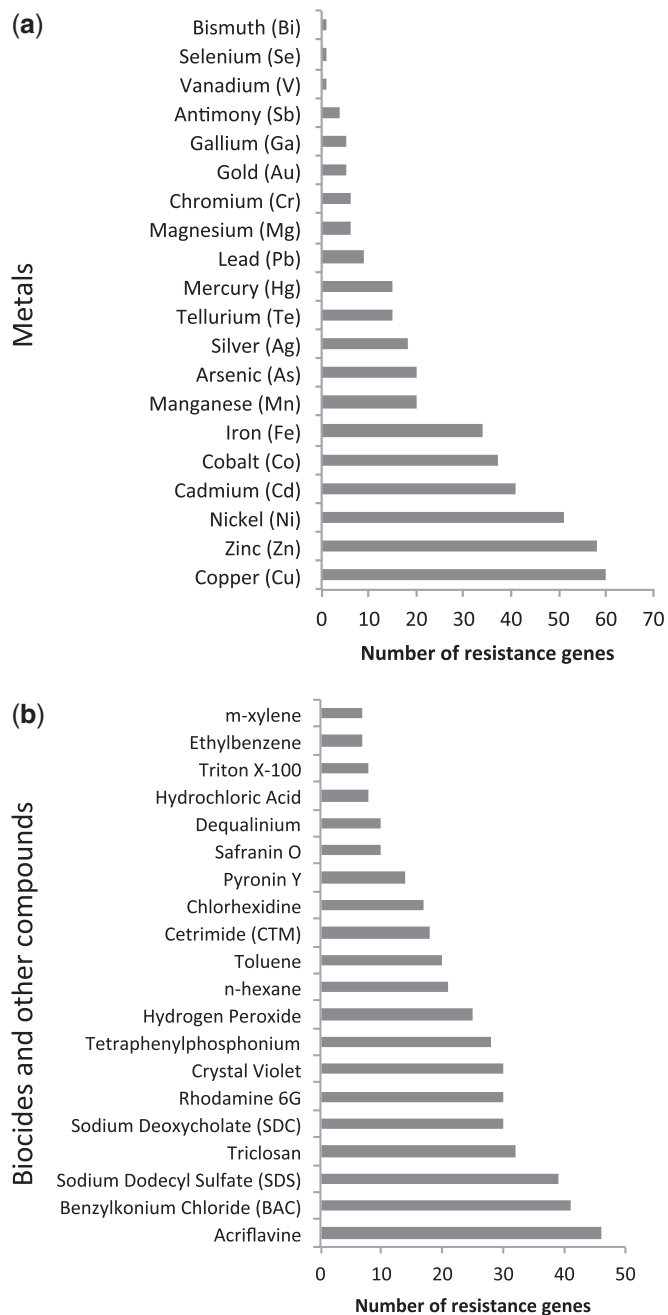 (a)
Metals
Bismuth (Bi)
Selenium (Se)
Vanadium (V)
Antimony (Sb)
Gallium (Ga)
Gold (Au)
Chromium (Cr)
Magnesium (Mg)
Lead (Pb)
Mercury (Hg)
Tellurium (Te)
Silver (Ag)
Arsenic (As)
Manganese (Mn)
Iron (Fe)
Cobalt (Co)
Cadmium (Cd)
Nickel (Ni)
Zinc (Zn)
Copper (Cu)
0 10 20 30 40 50 60 70
Number of resistance genes
(b)
Biocides and other compounds
m-xylene
Ethylbenzene
Triton X-100
Hydrochloric Acid
Dequalinium
Safranin O
Pyronin Y
Chlorhexidine
Cetrimide (CTM)
Toluene
n-hexane
Hydrogen Peroxide
Tetraphenylphosphonium
Crystal Violet
Rhodamine 6G
Sodium Deoxycholate (SDC)
Triclosan
Sodium Dodecyl Sulfate (SDS)
Benzylkonium Chloride (BAC)
Acriflavine
0 10 20 30 40 50
Number of resistance genes